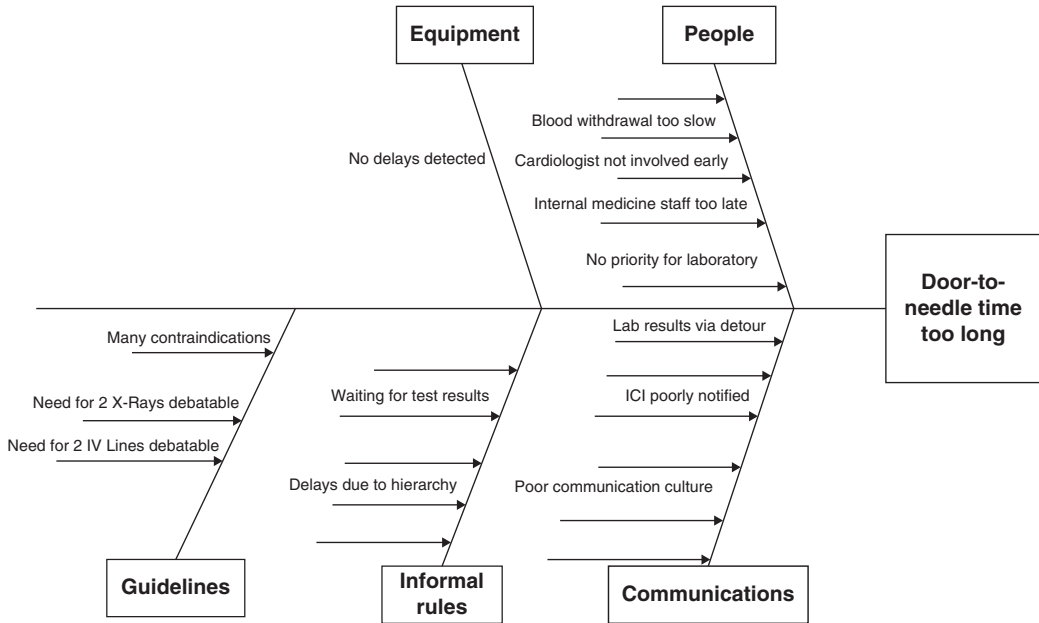 Equipment
People
Blood withdrawal too slow
No delays detected
Cardiologist not involved early
Internal medicine staff too late
No priority for laboratory
Door-to-
needle time
too long
Many contraindications
Lab results via detour
Need for 2 X-Rays debatable
Waiting for test results
ICI poorly notified
Need for 2 IV Lines debatable
Delays due to hierarchy
Poor communication culture
Guidelines
Informal
rules
Communications